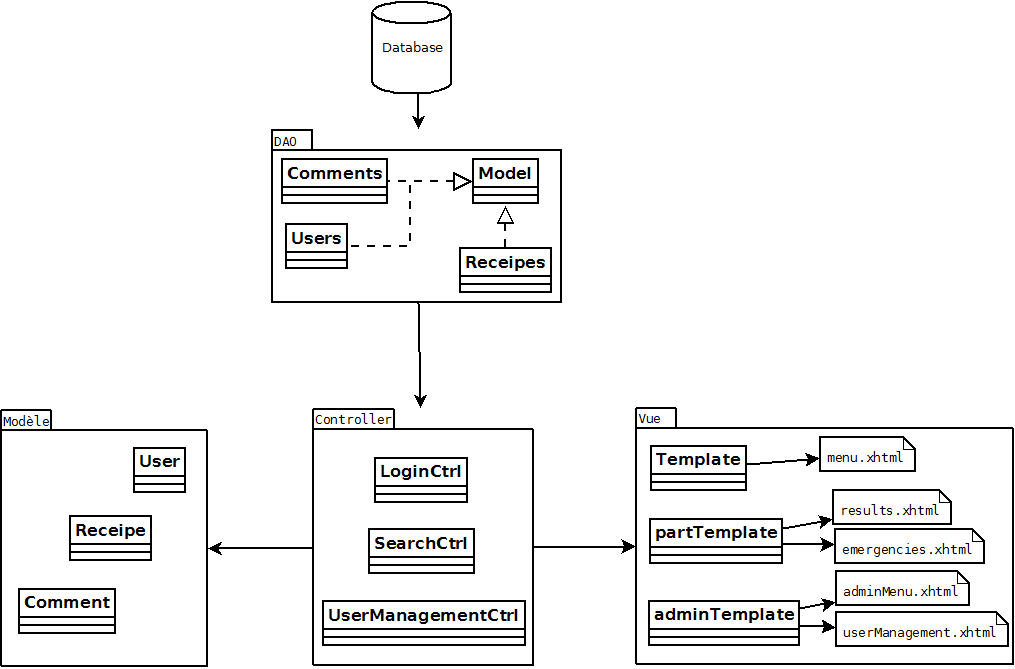 Database
DAO
Comments
Model
Users
Receipes
Modèle
User
Receipe
Comment
Controller
LoginCtrl
SearchCtrl
UserManagementCtrl
Vue
Template
menu.xhtml
partTemplate
results.xhtml
emergencies.xhtml
adminTemplate
adminMenu.xhtml
userManagement.xhtml